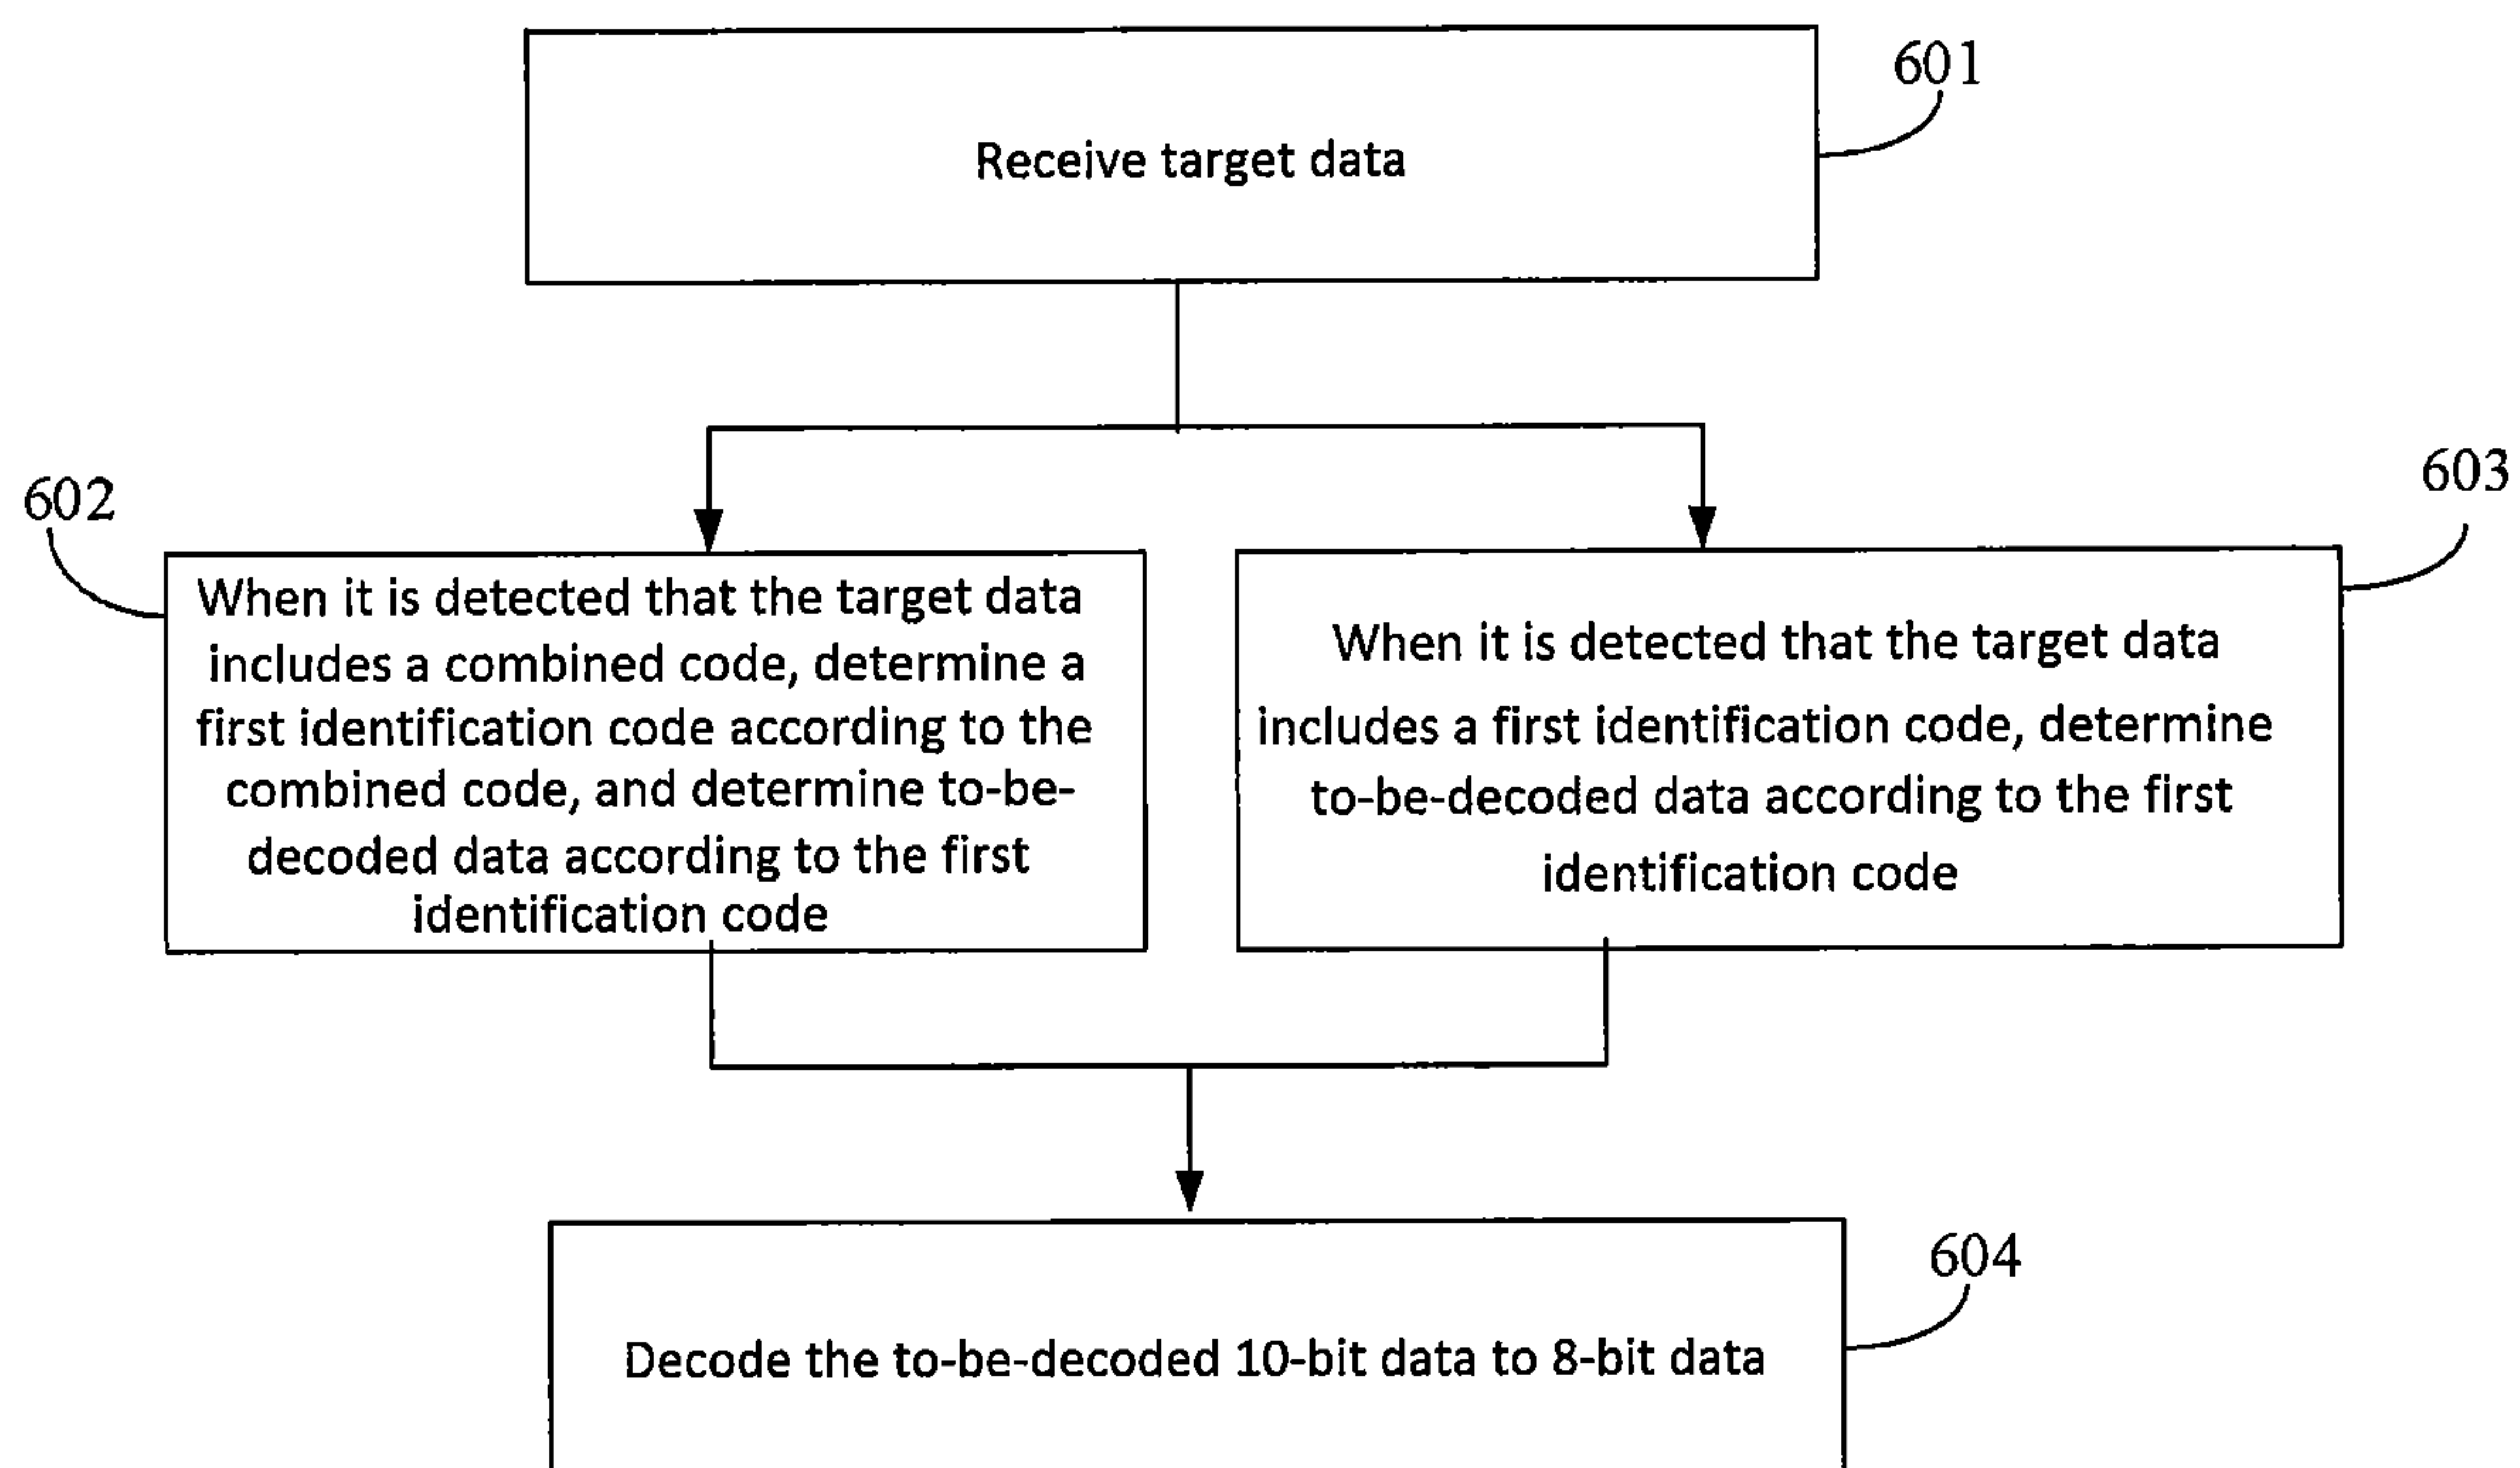 601
Receive target data
602
603
When it is detected that the target data
includes a combined code, determine a
first identification code according to the
combined code, and determine to-be-
decoded data according to the first
identification code
When it is detected that the target data
includes a first identification code, determine
to-be-decoded data according to the first
identification code
604
Decode the to-be-decoded 10-bit data to 8-bit data